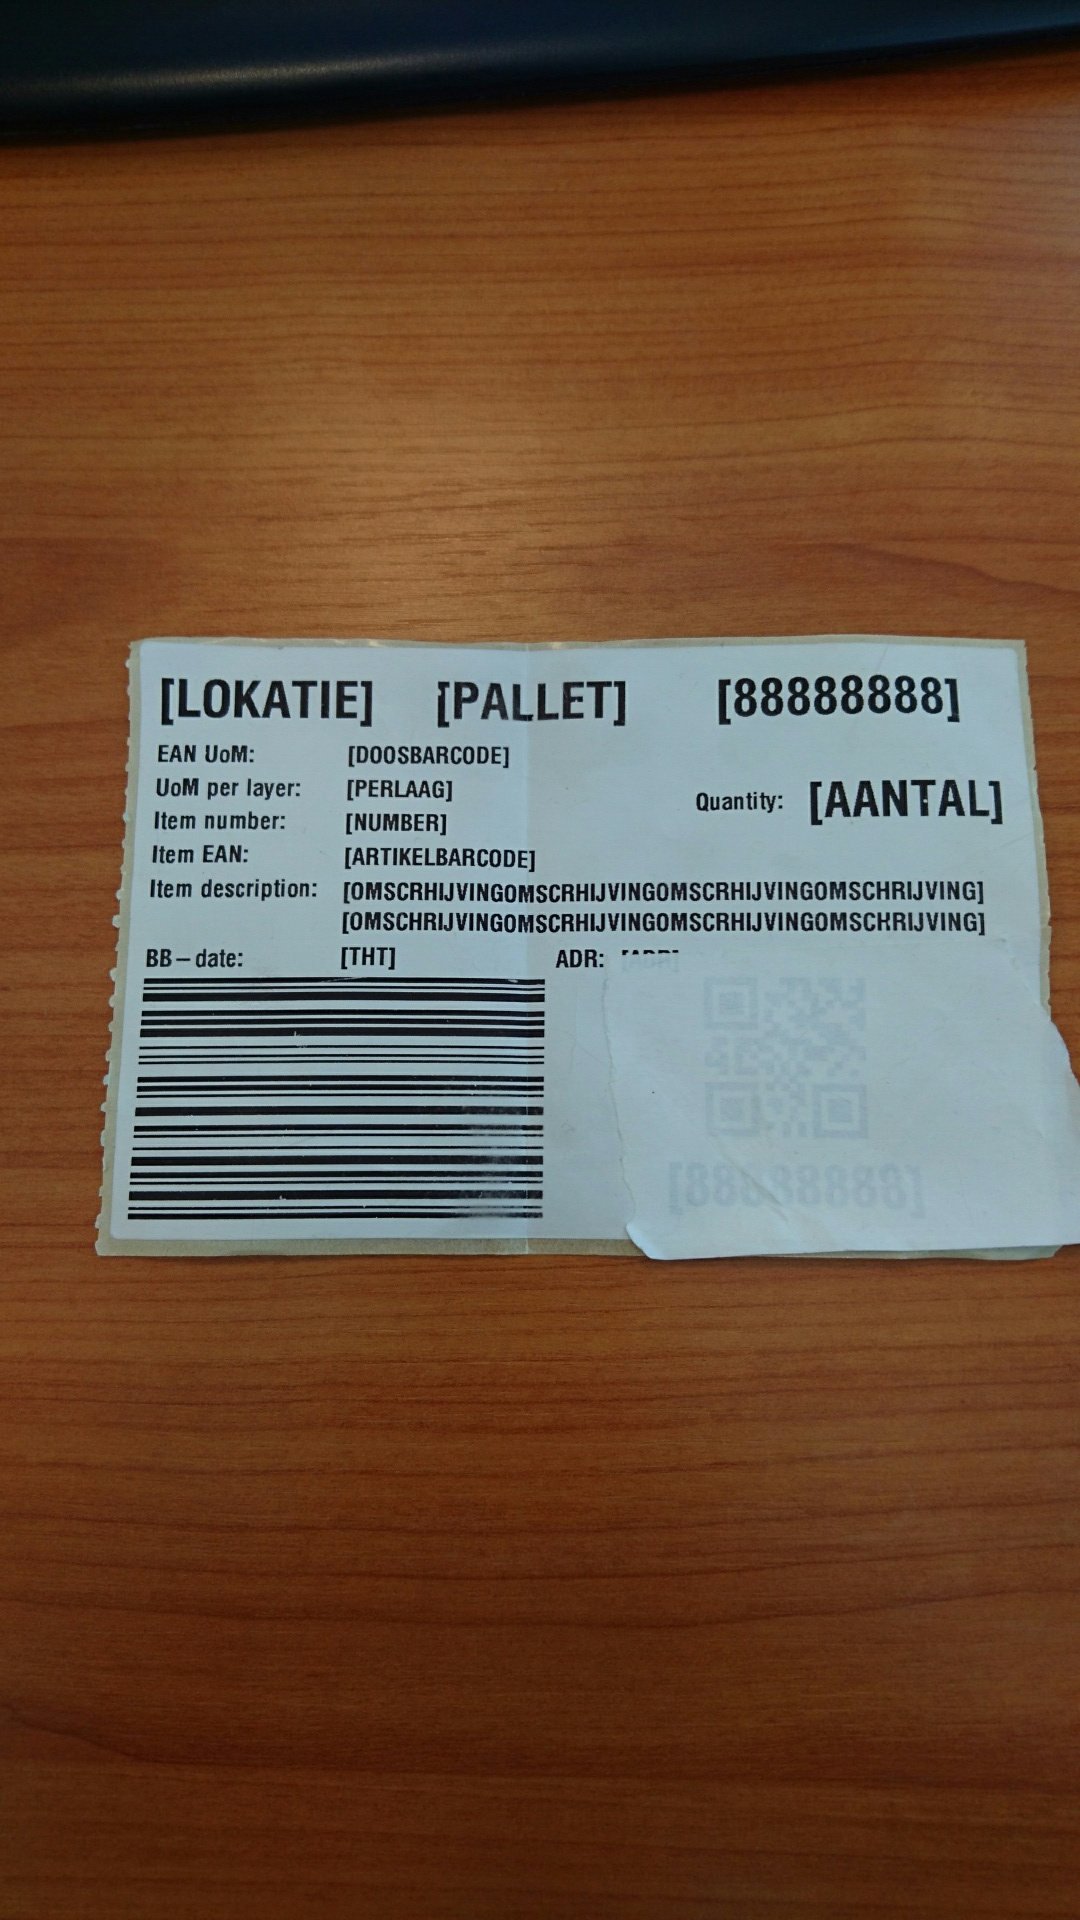 [LOKATIE] [PALLET] [88888888]
EAN UoM: [DOOSBARCODE]
UoM per layer: [PERLAAG]
Quantity: [AANTAL]
Item number: [NUMBER]
Item EAN: [ARTIKELBARCODE]
Item description: [OMSCRHIJVINGOMSCRHIJVINGOMSCRHIJVINGOMSCHRIJVING]
[OMSCHRIJVINGOMSCRHIJVINGOMSCRHIJVINGOMSCHRIJVING]
BB-date: [THT] ADR:
[88888888]